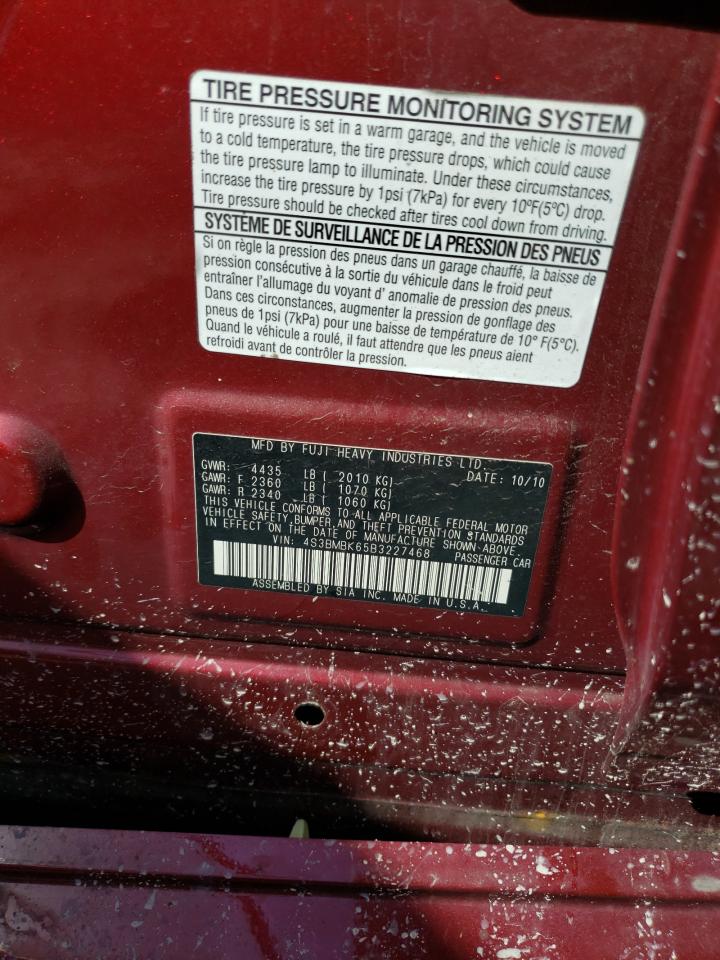 TIRE PRESSURE MONITORING SYSTEM
If tire pressure is set in a warm garage, and the vehicle is moved
to a cold temperature, the tire pressure drops, which could cause
the tire pressure lamp to illuminate. Under these circumstances,
increase the tire pressure by 1psi (7kPa) for every 10ºF(5ºC) drop.
Tire pressure should be checked after tires cool down from driving.
SYSTÈME DE SURVEILLANCE DE LA PRESSION DES PNEUS
Si on règle la pression des pneus dans un garage chauffé, la baisse de
pression consécutive à la sortie du véhicule dans le froid peut
entraîner l'allumage du voyant d' anomalie de pression des pneus.
Dans ces circonstances, augmenter la pression de gonflage des
pneus de 1psi (7kPa) pour une baisse de température de 10° F(5°C).
Quand le véhicule a roulé, il faut attendre que les pneus aient
refroidi avant de contrôler la pression.
MFD BY FUJI HEAVY INDUSTRIES LTD.
GVWR: 4435 LB ( 2010 KG) DATE: 10/10
GAWR: F 2360 LB ( 1070 KG)
GAWR: R 2340 LB ( 1060 KG)
THIS VEHICLE CONFORMS TO ALL APPLICABLE FEDERAL MOTOR
VEHICLE SAFETY, BUMPER, AND THEFT PREVENTION STANDARDS
IN EFFECT ON THE DATE OF MANUFACTURE SHOWN ABOVE.
VIN: 4S3BMBK65B3227468 PASSENGER CAR
ASSEMBLED BY SIA INC. MADE IN U.S.A.